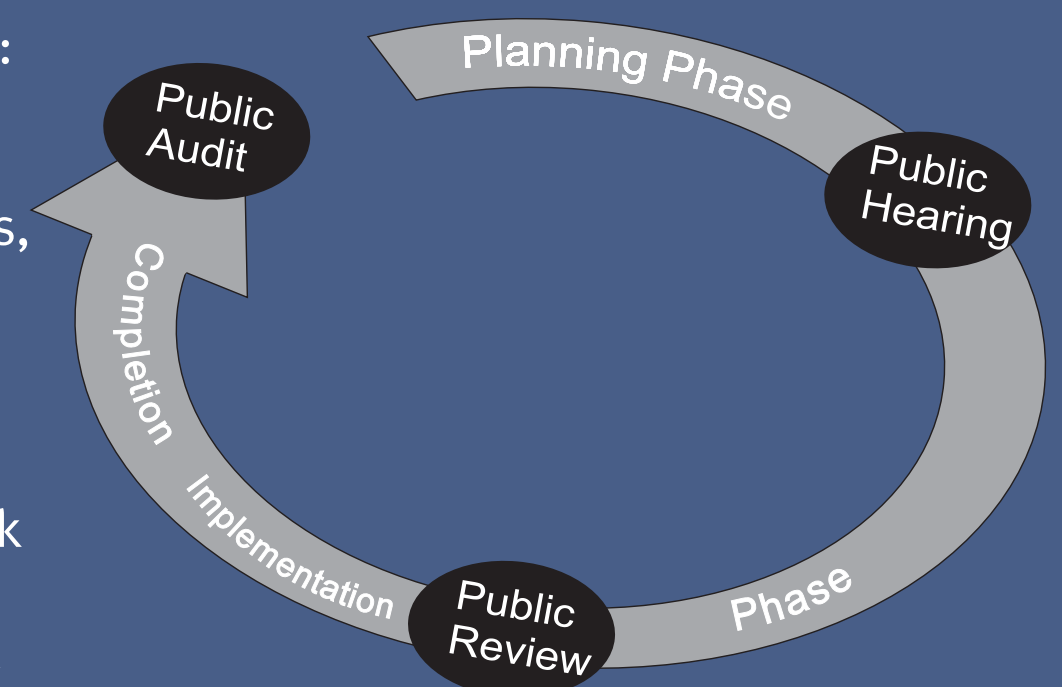 :
s,
k
Planning Phase
Public
Hearing
Phase
Public
Review
Implementation
Completion
Public
Audit